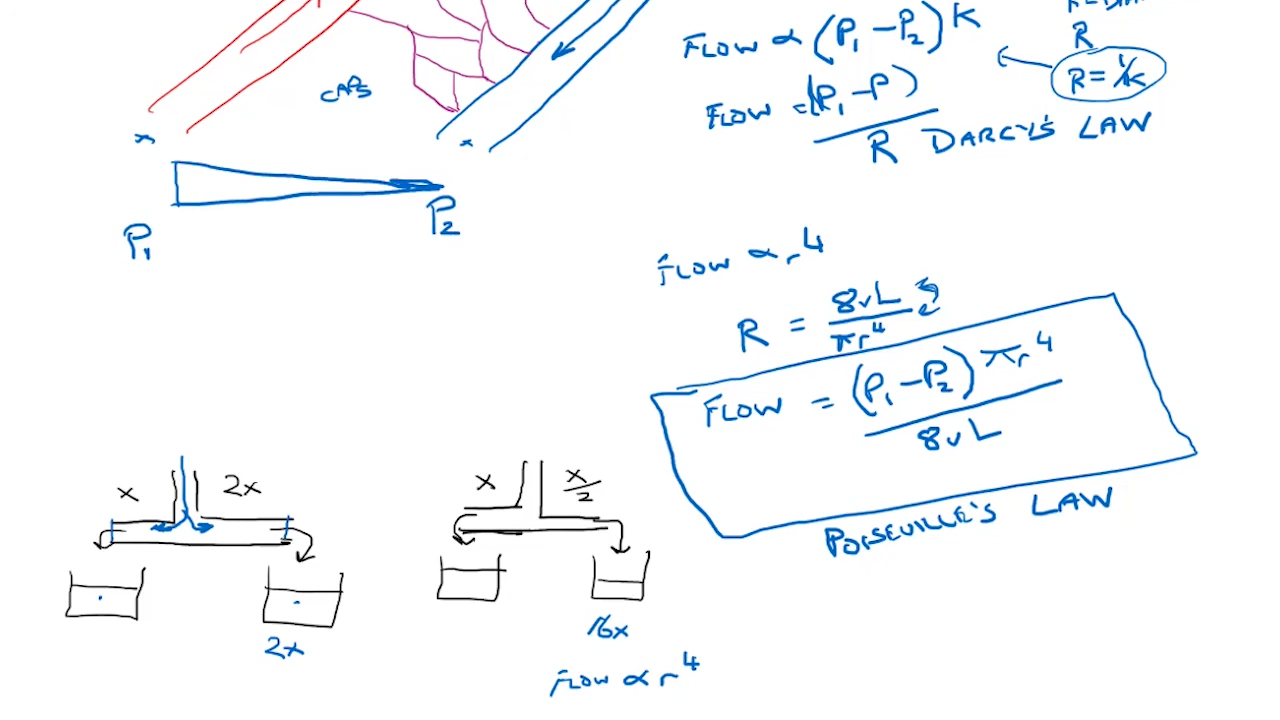 FLOW ∝ (P₁ – P₂) K
R
R = 1/K
FLOW = (P₁ – P)
R
DARCY'S LAW
CAPS
x
x
P₁
P₂
FLOW ∝ r⁴
R = 8vL
πr⁴
FLOW = (P₁ – P₂) πr⁴
8vL
POISEUILLE'S LAW
x
2x
x
x/2
2x
16x
FLOW ∝ r⁴